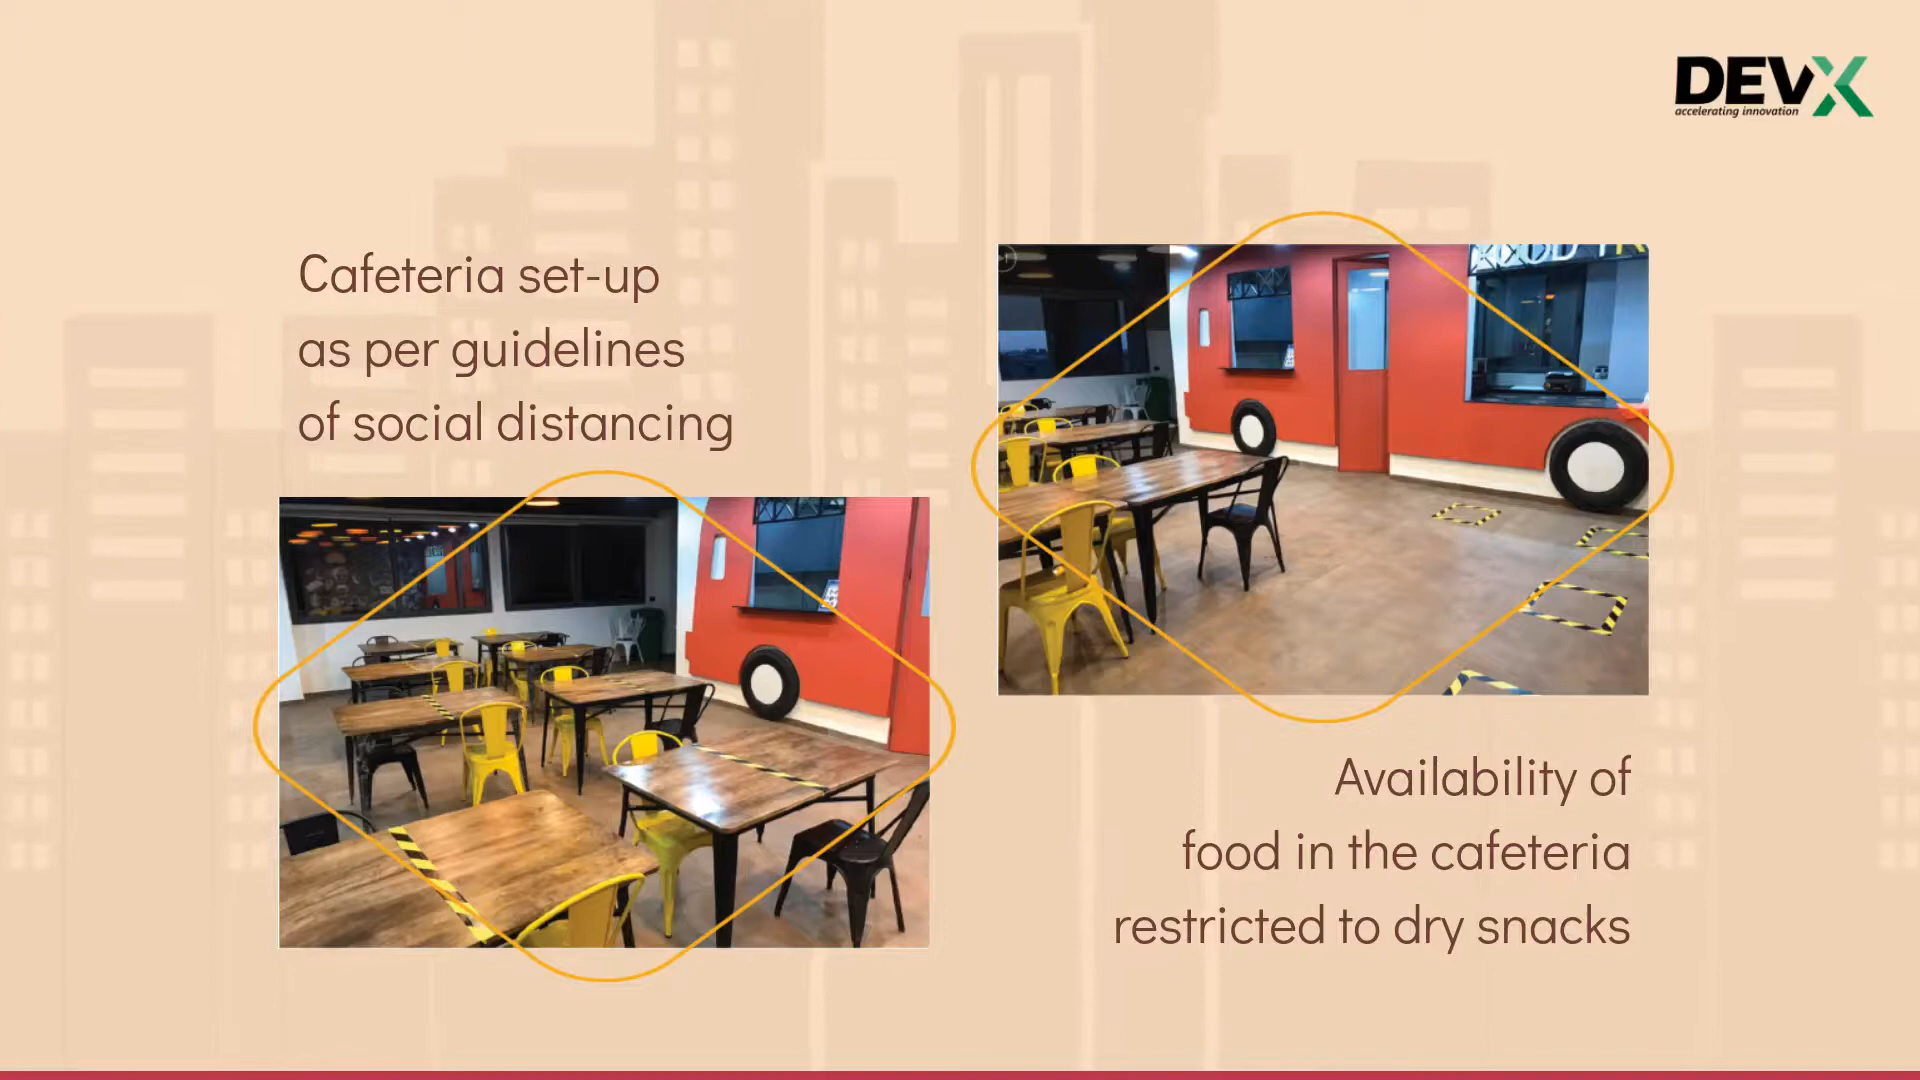 DEVX
accelerating innovation
Cafeteria set-up
as per guidelines
of social distancing
Availability of
food in the cafeteria
restricted to dry snacks